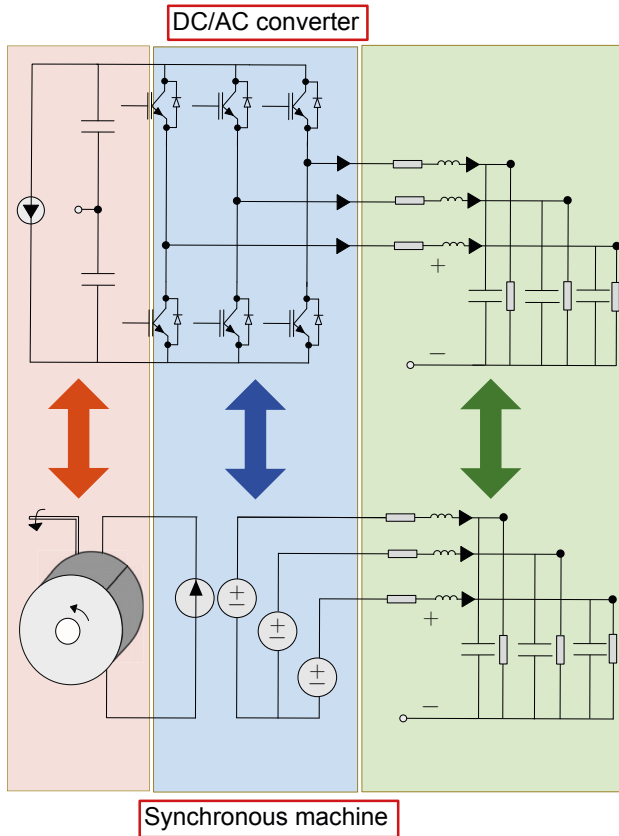 DC/AC converter
+
−
+
−
Synchronous machine